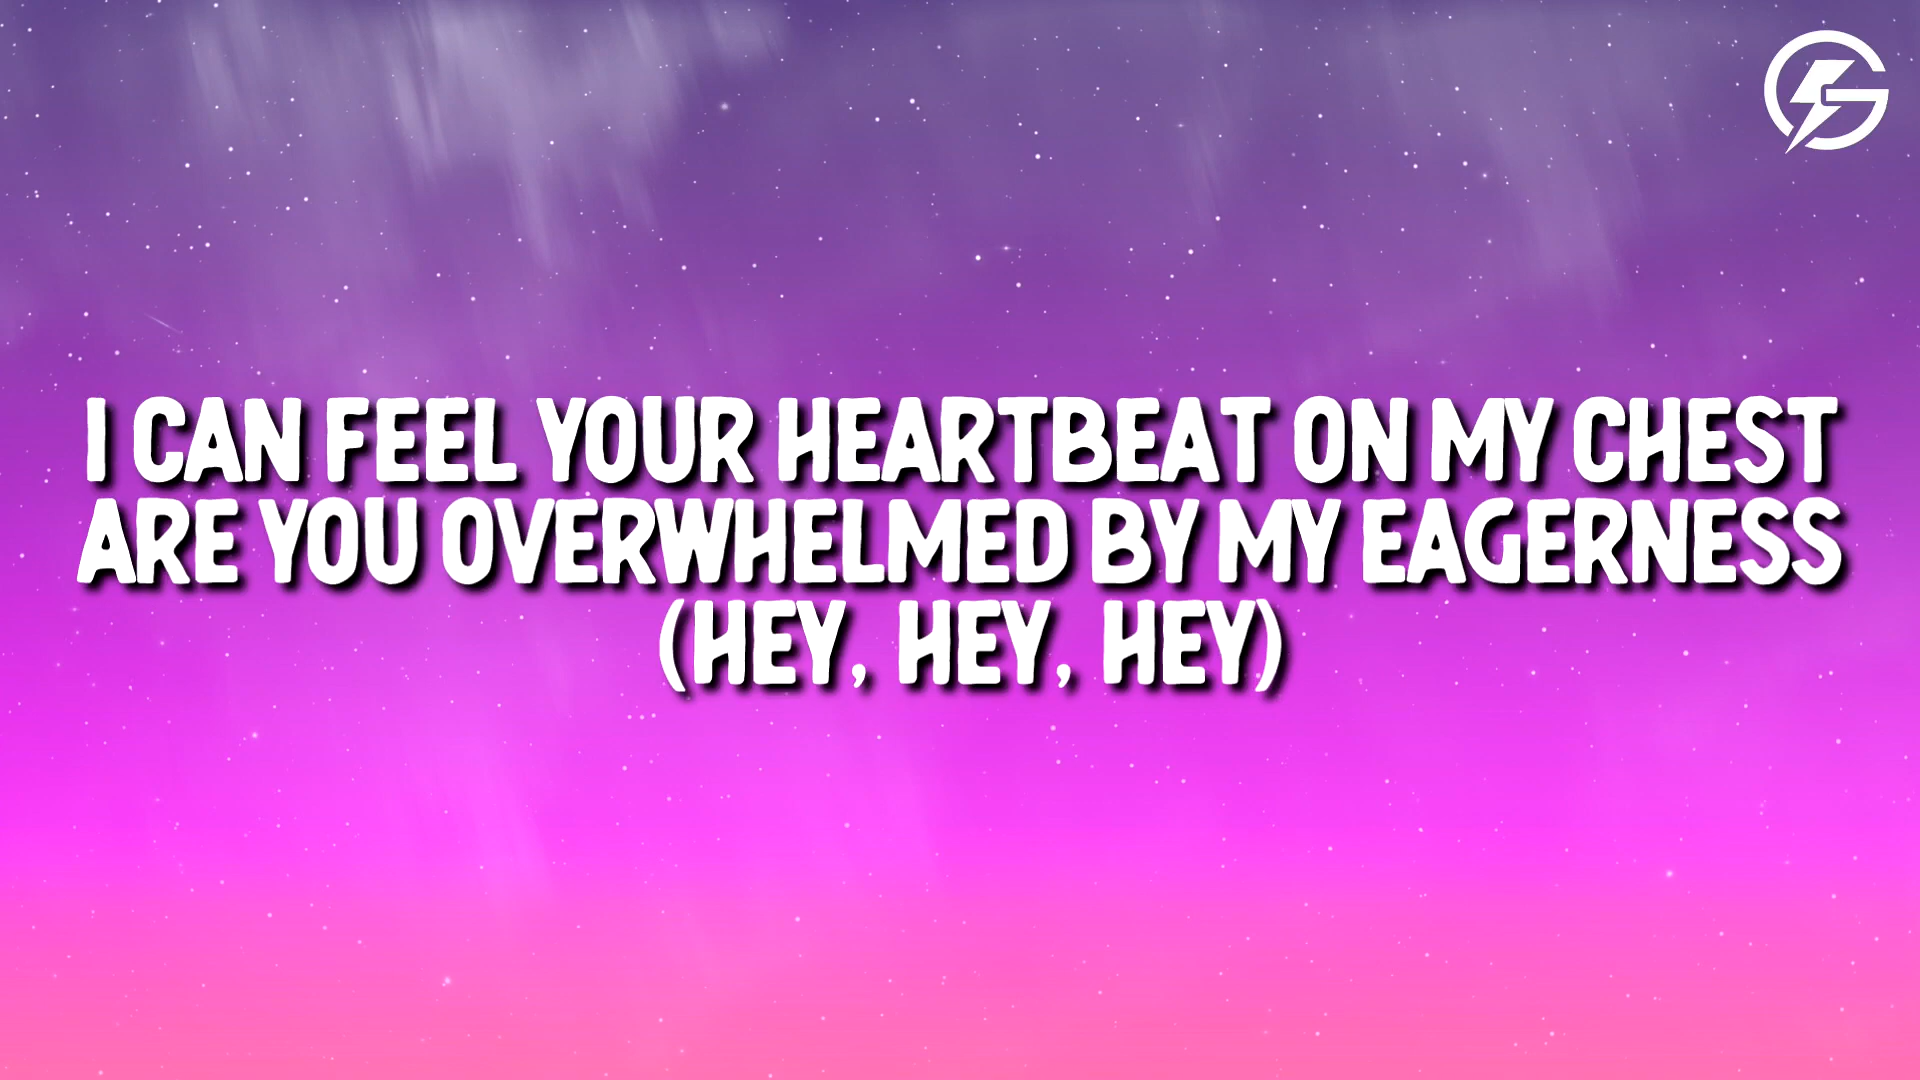 I CAN FEEL YOUR HEARTBEAT ON MY CHEST
ARE YOU OVERWHELMED BY MY EAGERNESS
(HEY, HEY, HEY)